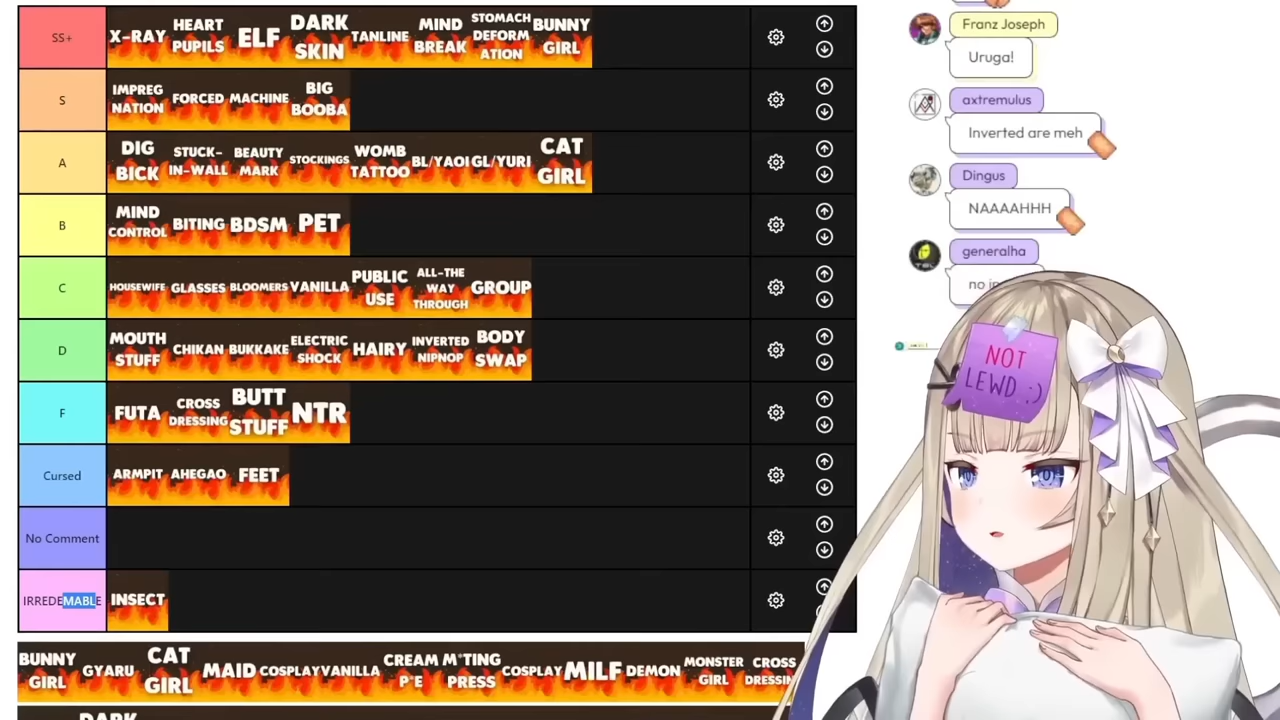 SS+
X-RAY
HEART
PUPILS
ELF
DARK
SKIN
TANLINE
MIND
BREAK
STOMACH
DEFORM
ATION
BUNNY
GIRL
S
IMPREG
NATION
FORCED
MACHINE
BIG
BOOBA
A
DIG
BICK
STUCK-
IN-WALL
BEAUTY
MARK
STOCKINGS
WOMB
TATTOO
BL/YAOI
GL/YURI
CAT
GIRL
B
MIND
CONTROL
BITING
BDSM
PET
C
HOUSEWIFE
GLASSES
BLOOMERS
VANILLA
PUBLIC
USE
ALL-THE
WAY
THROUGH
GROUP
D
MOUTH
STUFF
CHIKAN
BUKKAKE
ELECTRIC
SHOCK
HAIRY
INVERTED
NIPNOP
BODY
SWAP
F
FUTA
CROSS
DRESSING
BUTT
STUFF
NTR
Cursed
ARMPIT
AHEGAO
FEET
No Comment
IRREDEMABLE
INSECT
BUNNY
GIRL
GYARU
CAT
GIRL
MAID
COSPLAY
VANILLA
CREAM
P*E
M*TING
PRESS
COSPLAY
MILF
DEMON
MONSTER
GIRL
CROSS
DRESSIN
DARK
Franz Joseph
Uruga!
axtremulus
Inverted are meh
Dingus
NAAAAHHH
generalha
no
NOT
LEWD :)